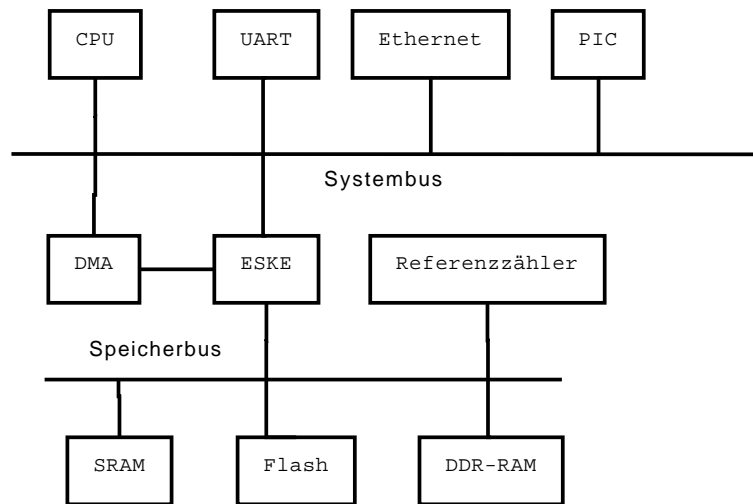 CPU
UART
Ethernet
PIC
Systembus
DMA
ESKE
Referenzzähler
Speicherbus
SRAM
Flash
DDR-RAM